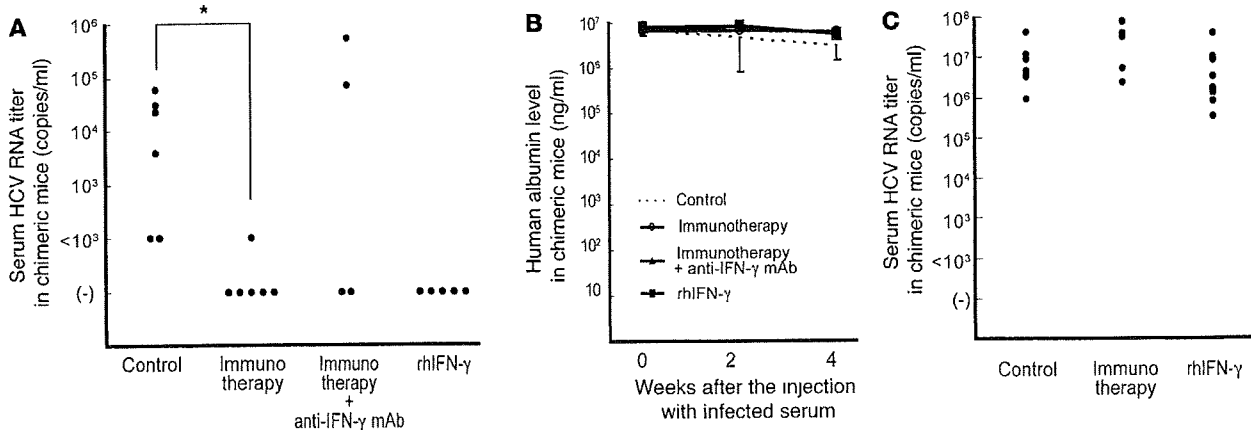 A
Serum HCV RNA titer
in chimeric mice (copies/ml)
10⁶
10⁵
10⁴
10³
<10³
(-)
*
Control
Immuno
therapy
Immuno
therapy
+
anti-IFN-γ mAb
rhIFN-γ
B
Human albumin level
in chimeric mice (ng/ml)
10⁷
10⁶
10⁵
10⁴
10³
10²
10
Control
Immunotherapy
Immunotherapy
+ anti-IFN-γ mAb
rhIFN-γ
0
2
4
Weeks after the injection
with infected serum
C
Serum HCV RNA titer
in chimeric mice (copies/ml)
10⁸
10⁷
10⁶
10⁵
10⁴
10³
<10³
(-)
Control
Immuno
therapy
rhIFN-γ